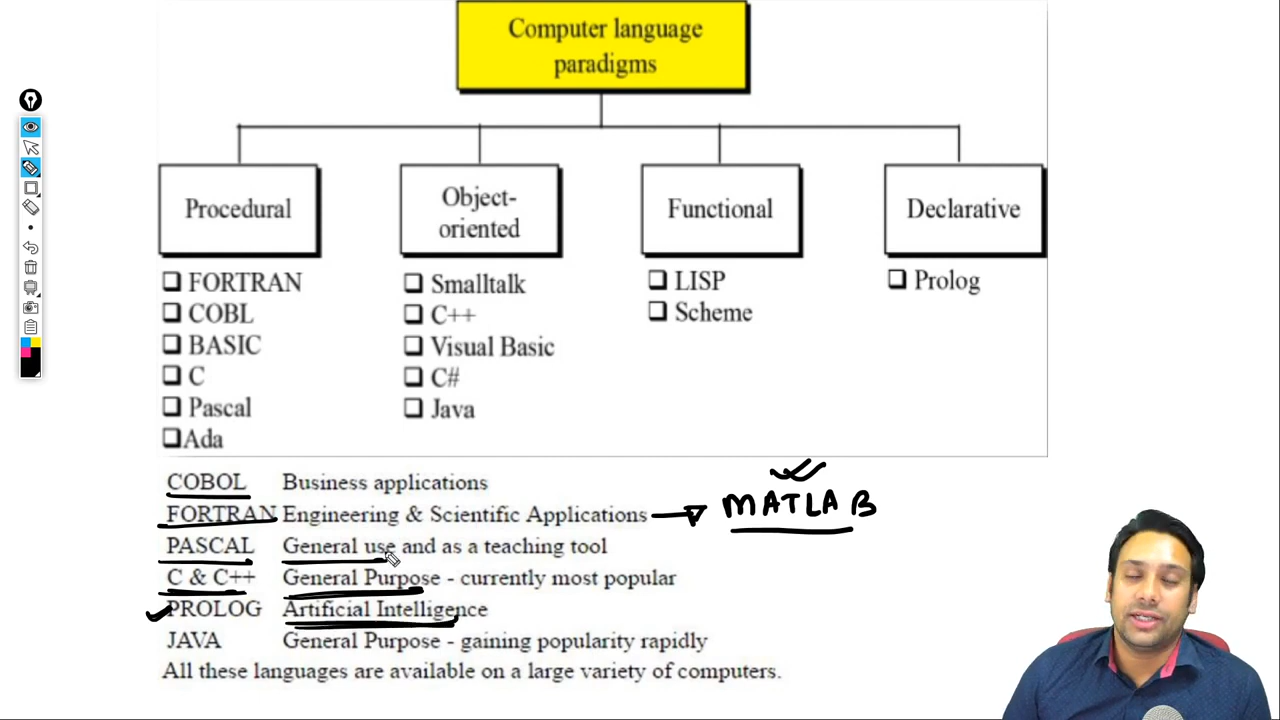 Computer language
paradigms
Procedural
Object-
oriented
Functional
Declarative
❑ FORTRAN
❑ COBL
❑ BASIC
❑ C
❑ Pascal
❑Ada
❑ Smalltalk
❑ C++
❑ Visual Basic
❑ C#
❑ Java
❑ LISP
❑ Scheme
❑ Prolog
COBOL Business applications
FORTRAN Engineering & Scientific Applications MATLAB
PASCAL General use and as a teaching tool
C & C++ General Purpose - currently most popular
PROLOG Artificial Intelligence
JAVA General Purpose - gaining popularity rapidly
All these languages are available on a large variety of computers.